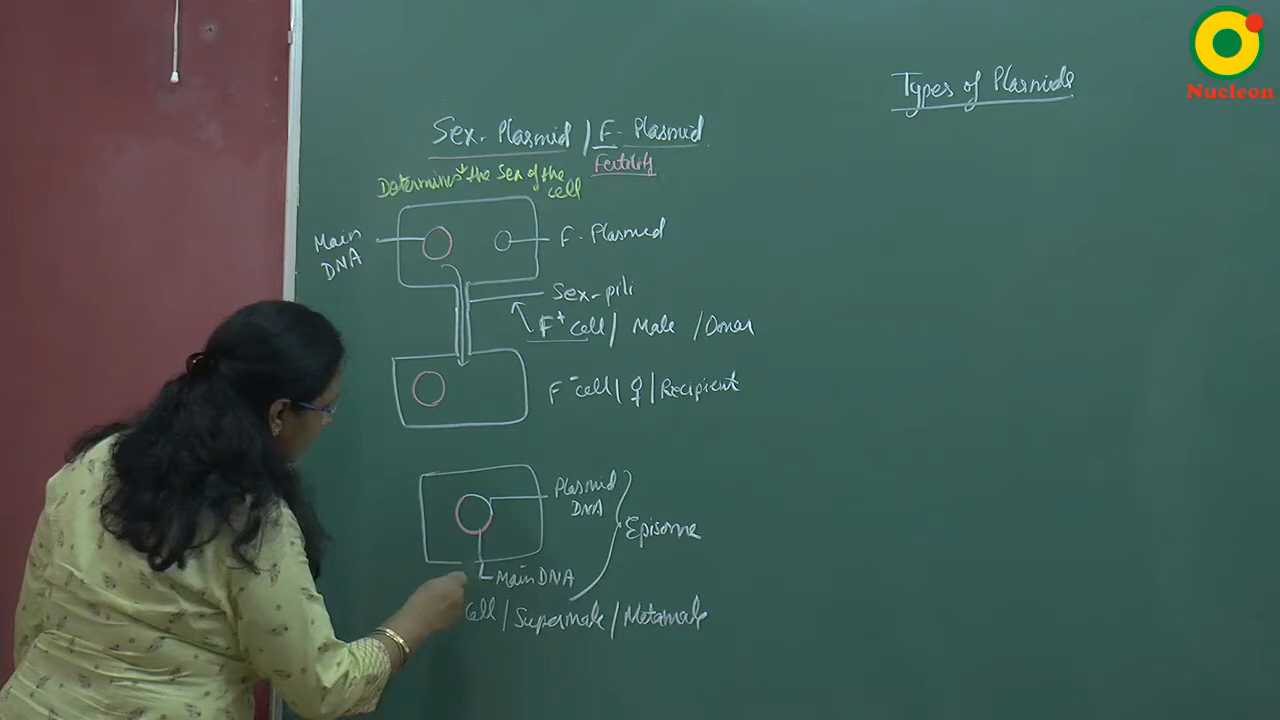 Nucleon
Types of Plasmids
Sex-Plasmid / F-Plasmid
Fertility
Determines the Sex of the
cell
Main
DNA
F-Plasmid
Sex-pili
F+ cell / Male / Donar
F- cell / ♀ / Recipient
Plasmid
DNA
Episome
Main DNA
Cell / Supermale / Metamale